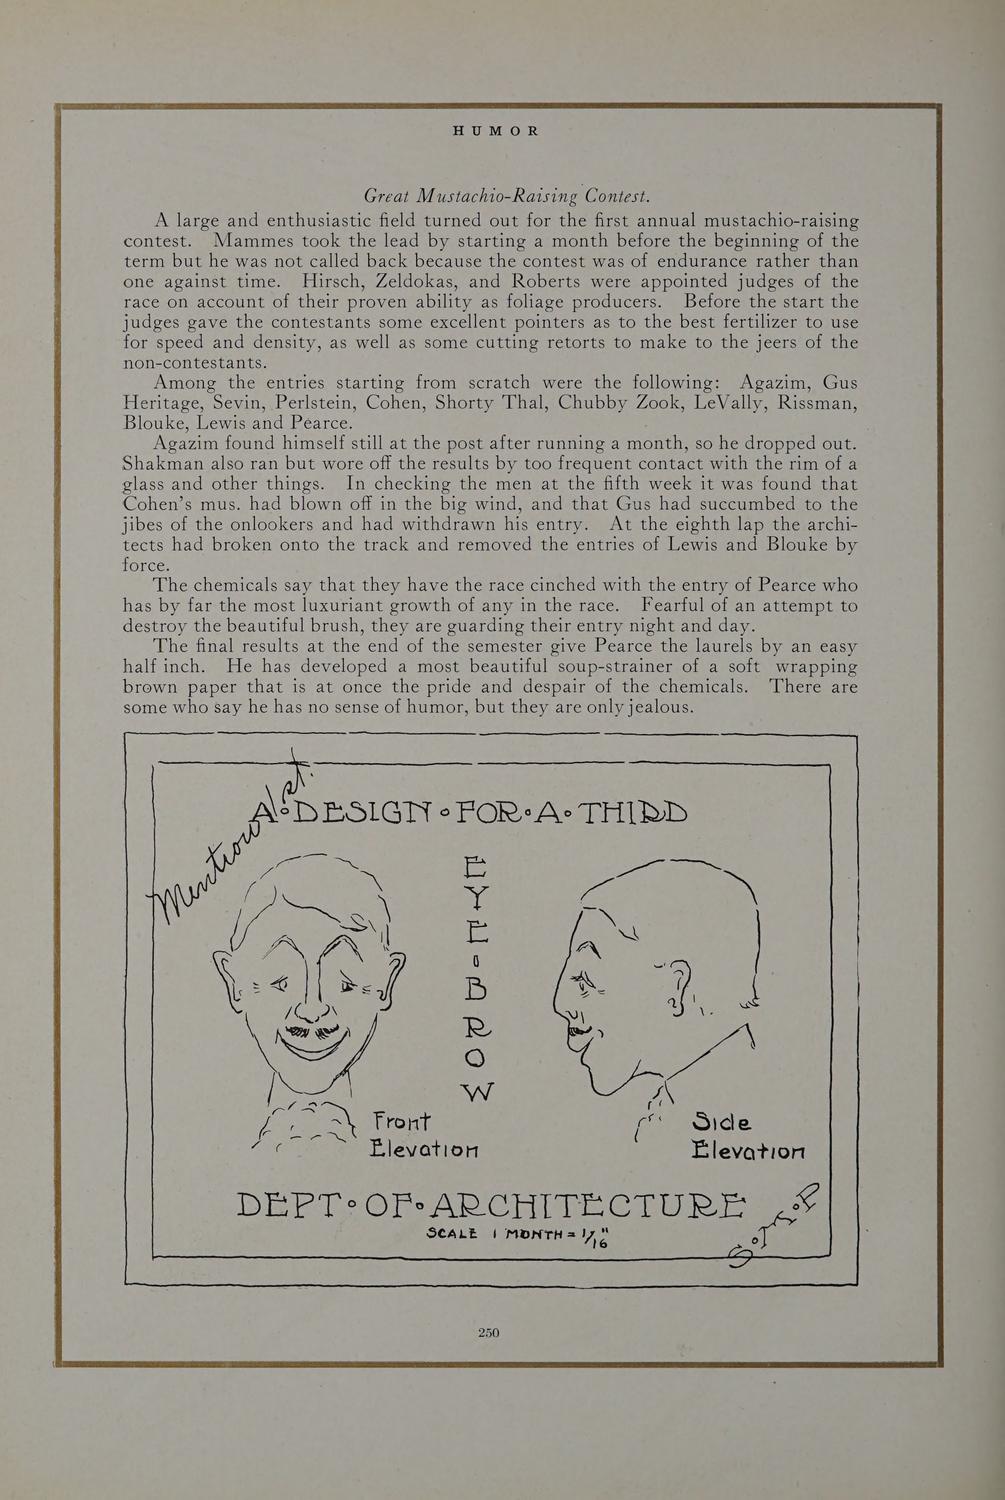 HUMOR
Great Mustachio-Raising Contest.
A large and enthusiastic field turned out for the first annual mustachio-raising
contest. Mammes took the lead by starting a month before the beginning of the
term but he was not called back because the contest was of endurance rather than
one against time. Hirsch, Zeldokas, and Roberts were appointed judges of the
race on account of their proven ability as foliage producers. Before the start the
judges gave the contestants some excellent pointers as to the best fertilizer to use
for speed and density, as well as some cutting retorts to make to the jeers of the
non-contestants.
Among the entries starting from scratch were the following: Agazim, Gus
Heritage, Sevin, Perlstein, Cohen, Shorty Thal, Chubby Zook, LeVally, Rissman,
Blouke, Lewis and Pearce.
Agazim found himself still at the post after running a month, so he dropped out.
Shakman also ran but wore off the results by too frequent contact with the rim of a
glass and other things. In checking the men at the fifth week it was found that
Cohen's mus. had blown off in the big wind, and that Gus had succumbed to the
jibes of the onlookers and had withdrawn his entry. At the eighth lap the archi-
tects had broken onto the track and removed the entries of Lewis and Blouke by
force.
The chemicals say that they have the race cinched with the entry of Pearce who
has by far the most luxuriant growth of any in the race. Fearful of an attempt to
destroy the beautiful brush, they are guarding their entry night and day.
The final results at the end of the semester give Pearce the laurels by an easy
half inch. He has developed a most beautiful soup-strainer of a soft wrapping
brown paper that is at once the pride and despair of the chemicals. There are
some who say he has no sense of humor, but they are only jealous.
Mention
A DESIGN FOR A THIRD
EYE-BROW
Front
Elevation
Side
Elevation
DEPT OF ARCHITECTURE
SCALE 1 MONTH = 1/16"
250